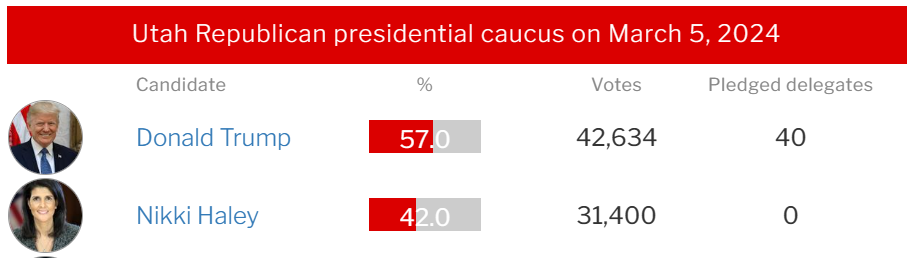 Utah Republican presidential caucus on March 5, 2024
Candidate % Votes Pledged delegates
Donald Trump 57.0 42,634 40
Nikki Haley 42.0 31,400 0